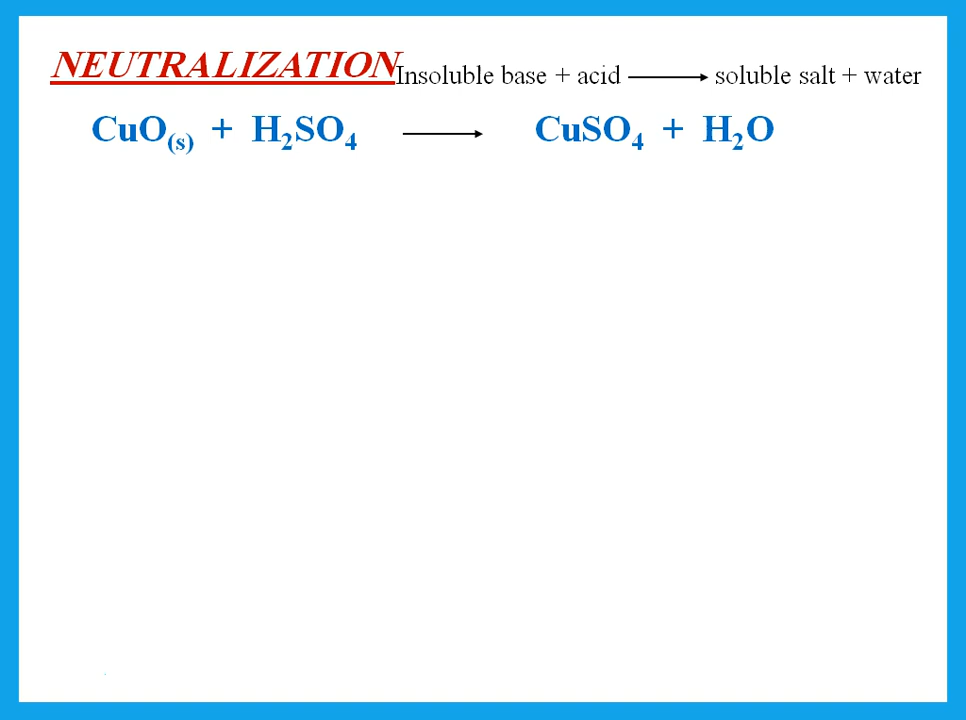 NEUTRALIZATION Insoluble base + acid ⟶ soluble salt + water
CuO₍s₎ + H₂SO₄ ⟶ CuSO₄ + H₂O